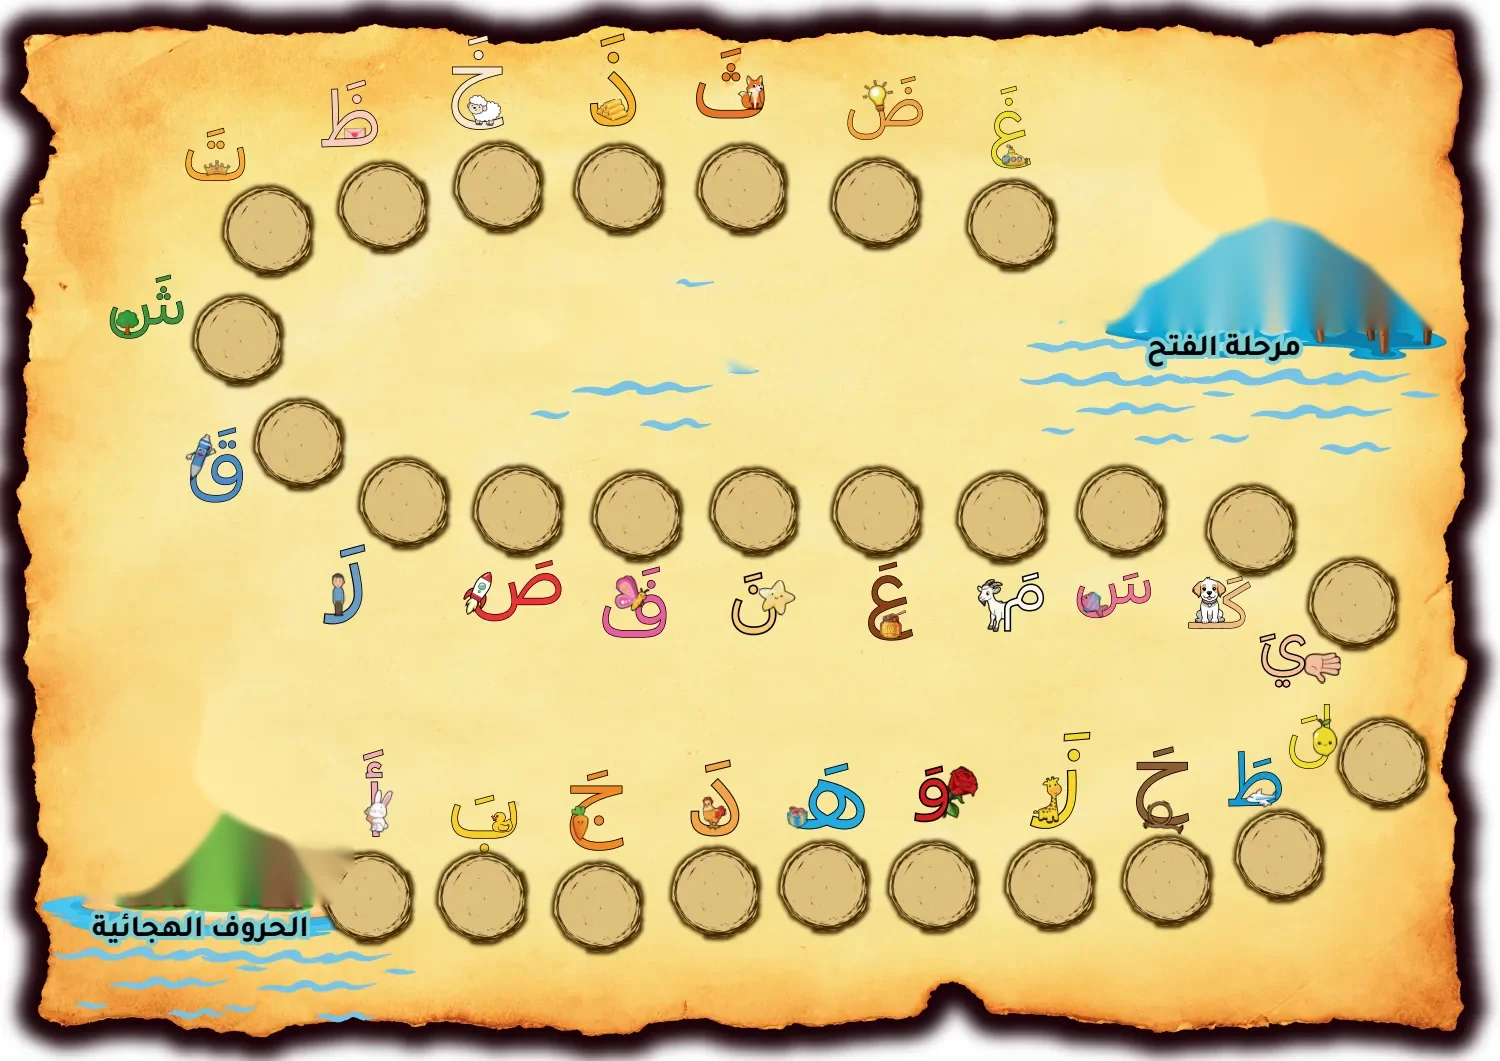 غَ
ضَ
ثَ
ذَ
خَ
ظَ
تَ
شَ
مرحلة الفتح
قَ
كَ
سَ
مَ
عَ
نَ
فَ
صَ
رَ
يَ
لَ
طَ
حَ
زَ
وَ
هَ
دَ
جَ
بَ
أَ
الحروف الهجائية